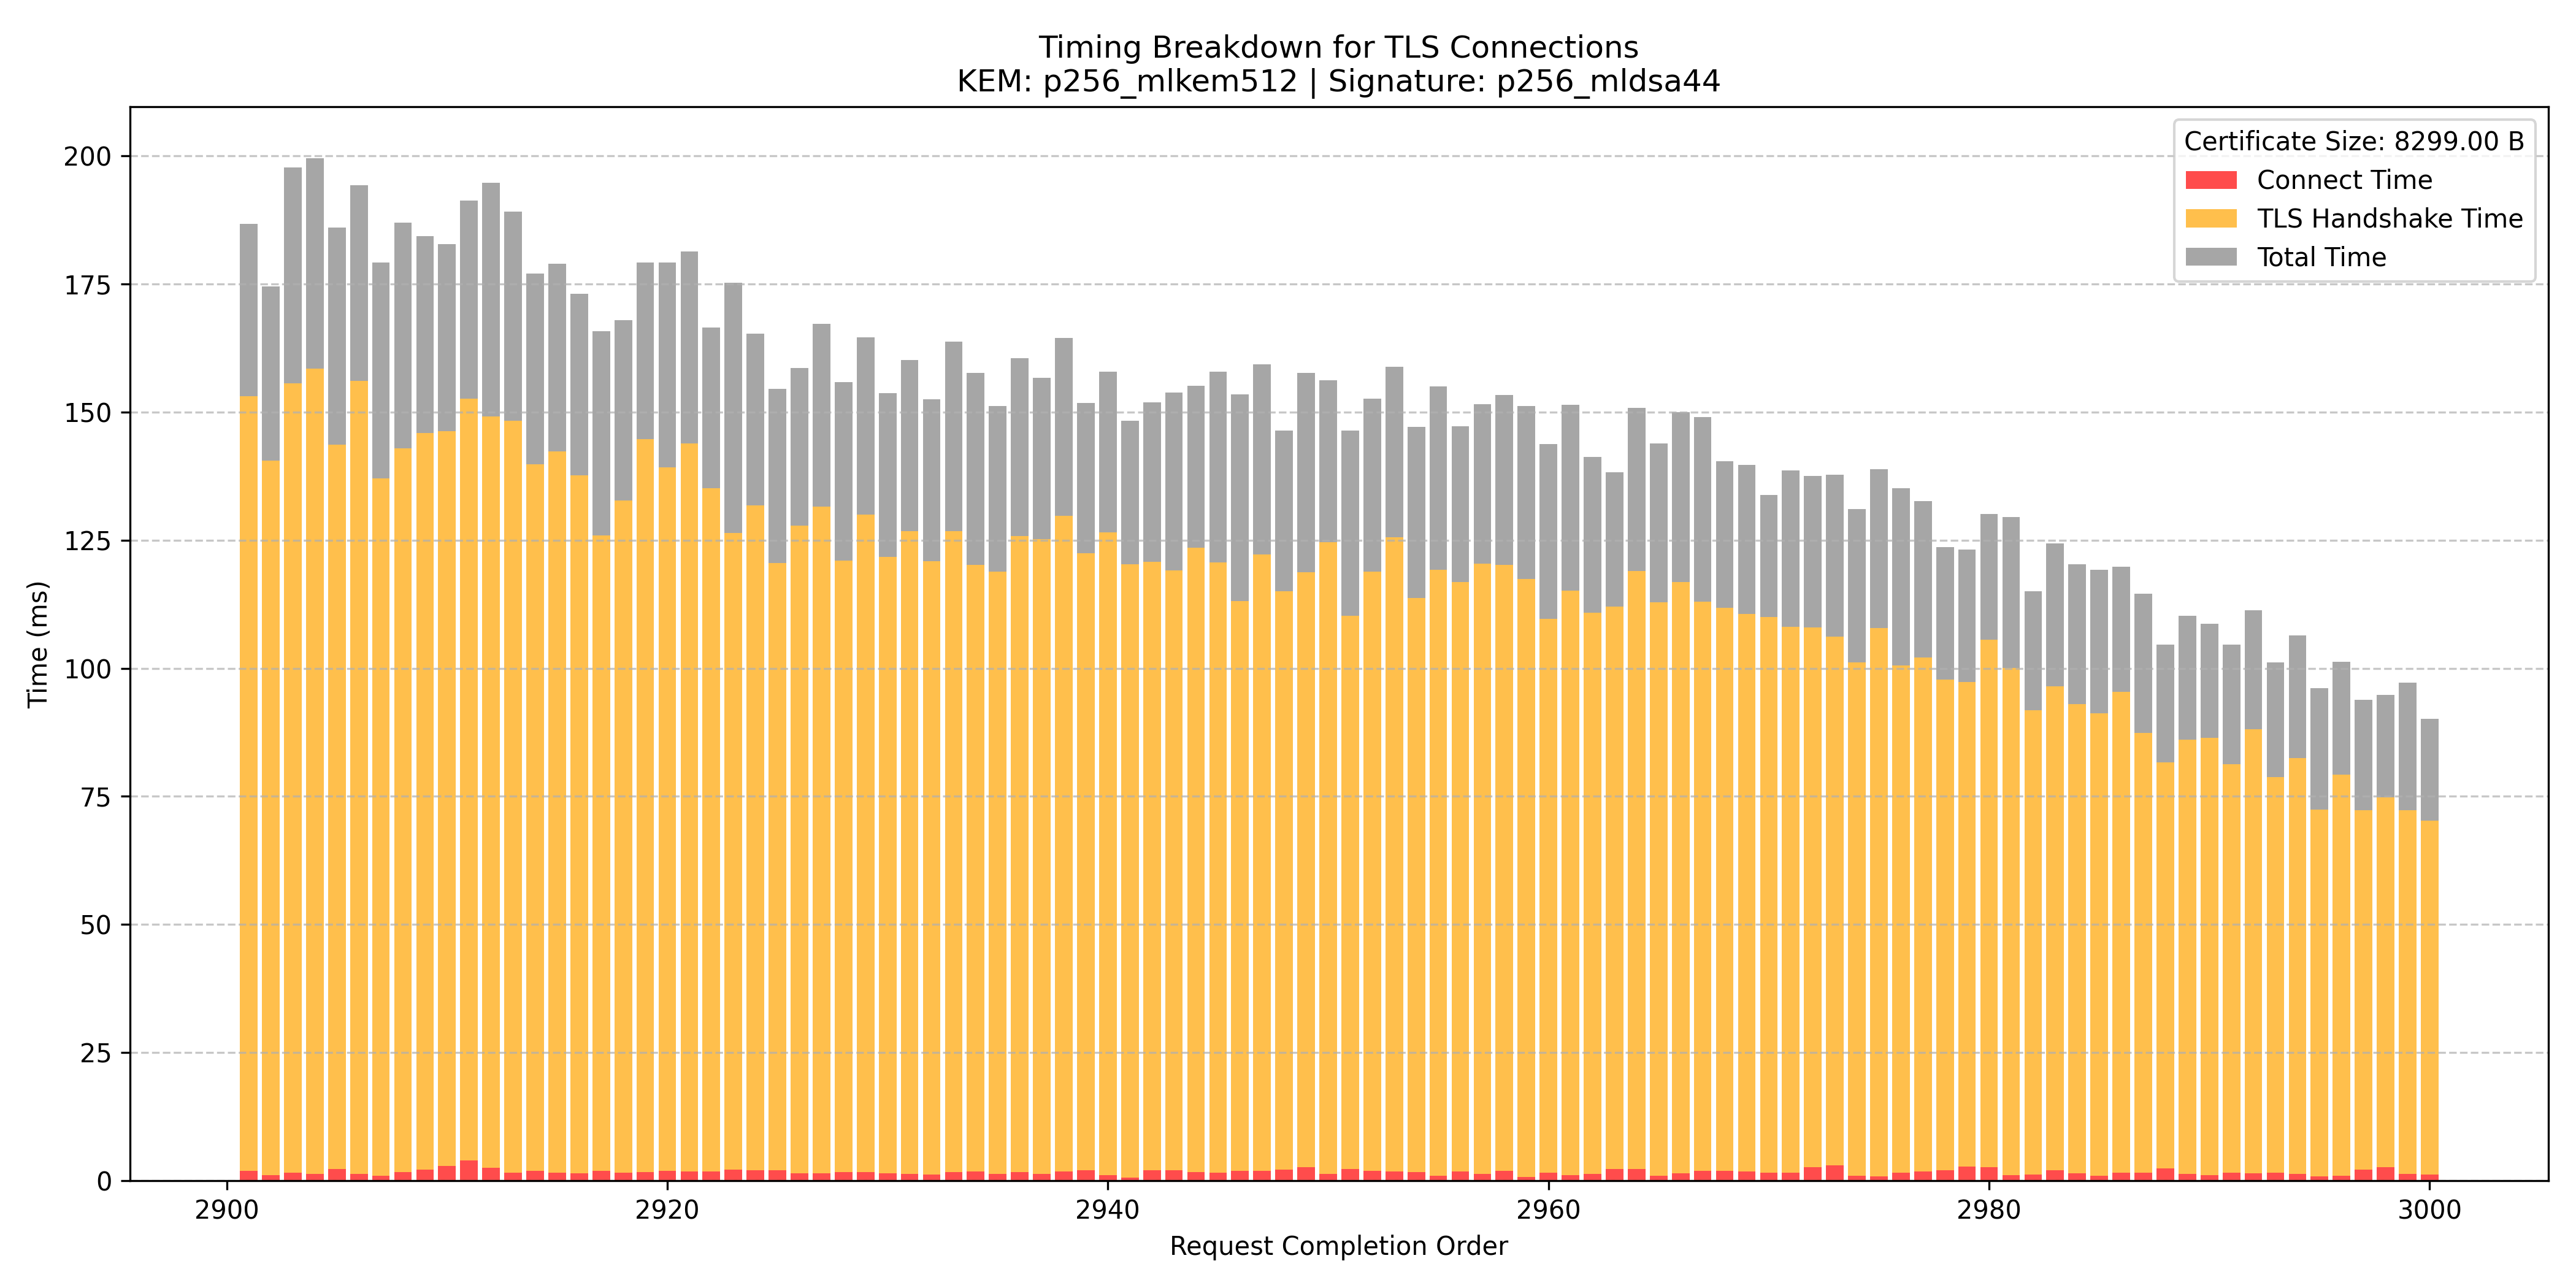 Timing Breakdown for TLS Connections
KEM: p256_mlkem512 | Signature: p256_mldsa44
Certificate Size: 8299.00 B
Connect Time
TLS Handshake Time
Total Time
Time (ms)
200
175
150
125
100
75
50
25
0
2900 2920 2940 2960 2980 3000
Request Completion Order